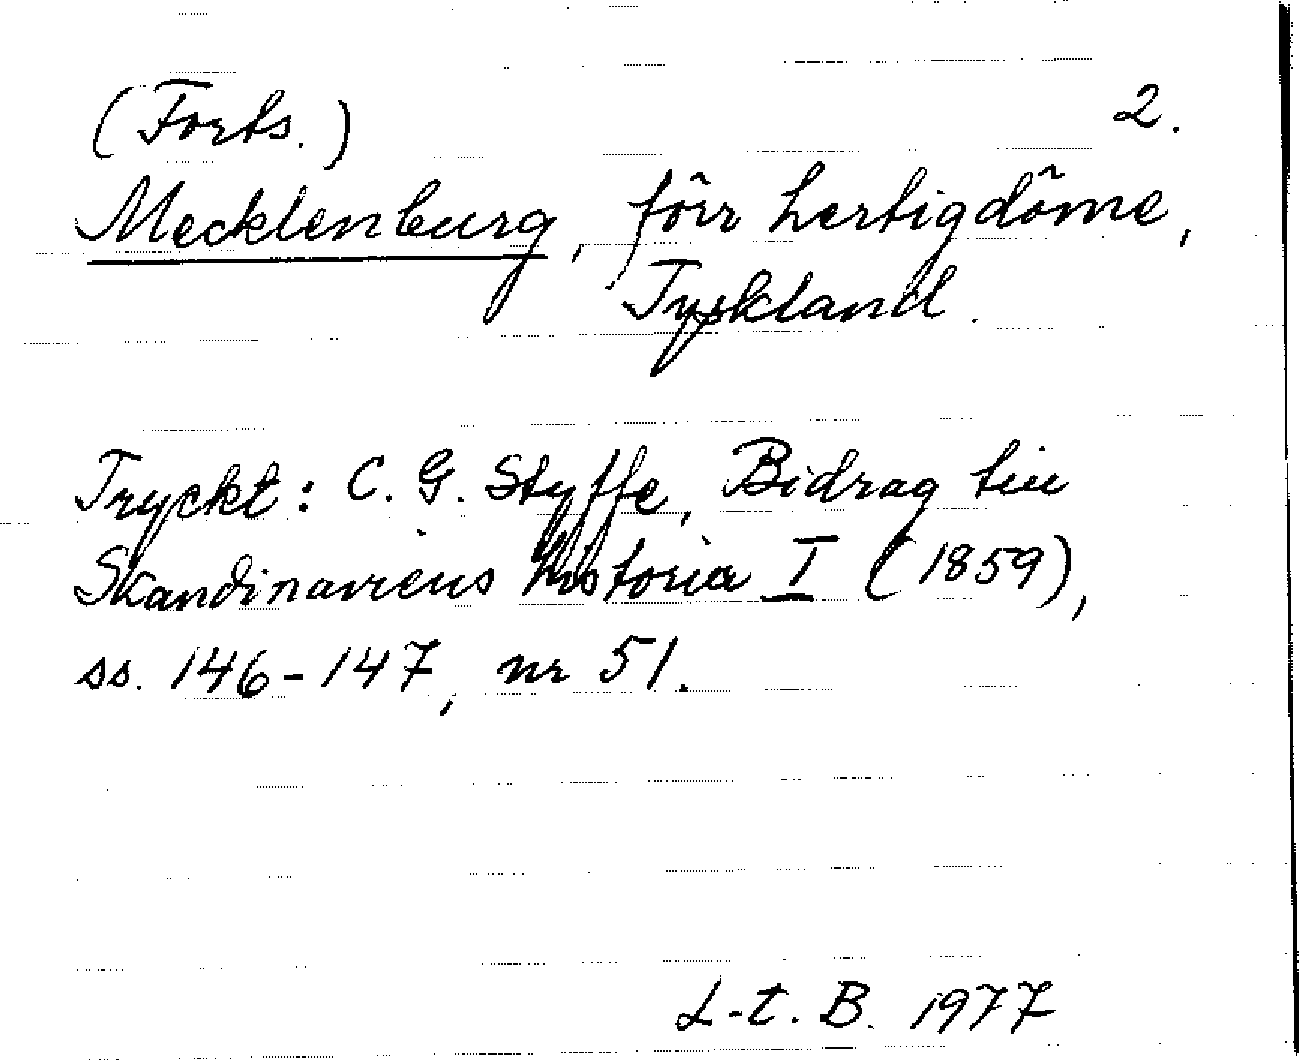 (Forts.) 2.
Mecklenburg, förr hertigdöme,
Tyskland.
Tryckt: C. G. Styffe, Bidrag till
Skandinaviens historia I (1859),
ss. 146-147, nr 51.
L-t. B. 1977